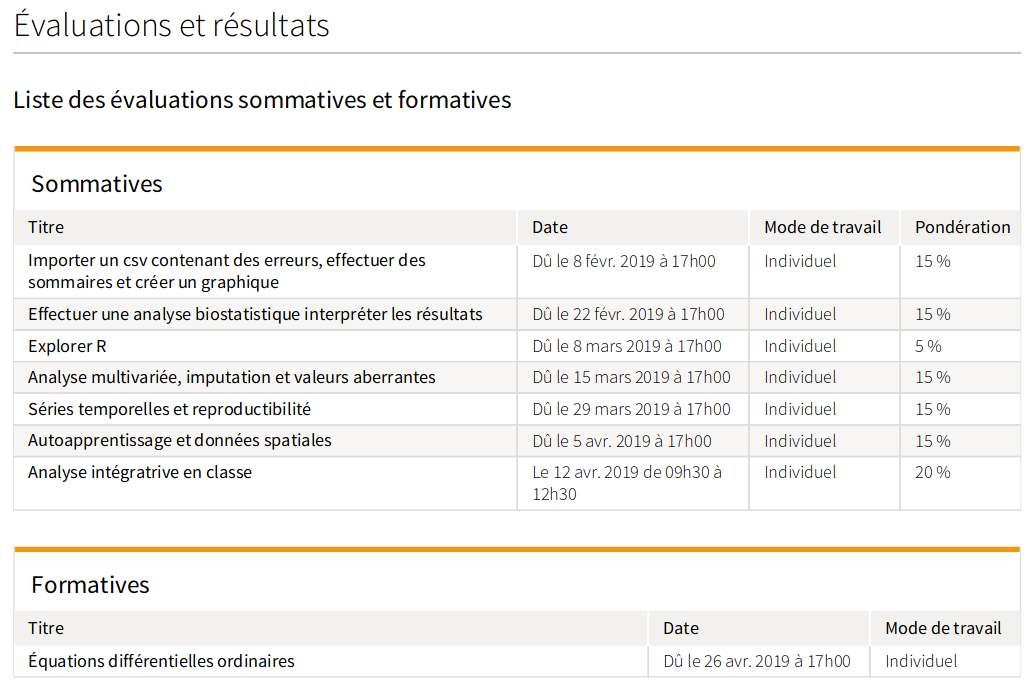 Évaluations et résultats
Liste des évaluations sommatives et formatives
Sommatives
Titre Date Mode de travail Pondération
Importer un csv contenant des erreurs, effectuer des
sommaires et créer un graphique
Dû le 8 févr. 2019 à 17h00 Individuel 15 %
Effectuer une analyse biostatistique interpréter les résultats Dû le 22 févr. 2019 à 17h00 Individuel 15 %
Explorer R Dû le 8 mars 2019 à 17h00 Individuel 5 %
Analyse multivariée, imputation et valeurs aberrantes Dû le 15 mars 2019 à 17h00 Individuel 15 %
Séries temporelles et reproductibilité Dû le 29 mars 2019 à 17h00 Individuel 15 %
Autoapprentissage et données spatiales Dû le 5 avr. 2019 à 17h00 Individuel 15 %
Analyse intégratrive en classe Le 12 avr. 2019 de 09h30 à Individuel 20 %
12h30
Formatives
Titre Date Mode de travail
Équations différentielles ordinaires Dû le 26 avr. 2019 à 17h00 Individuel